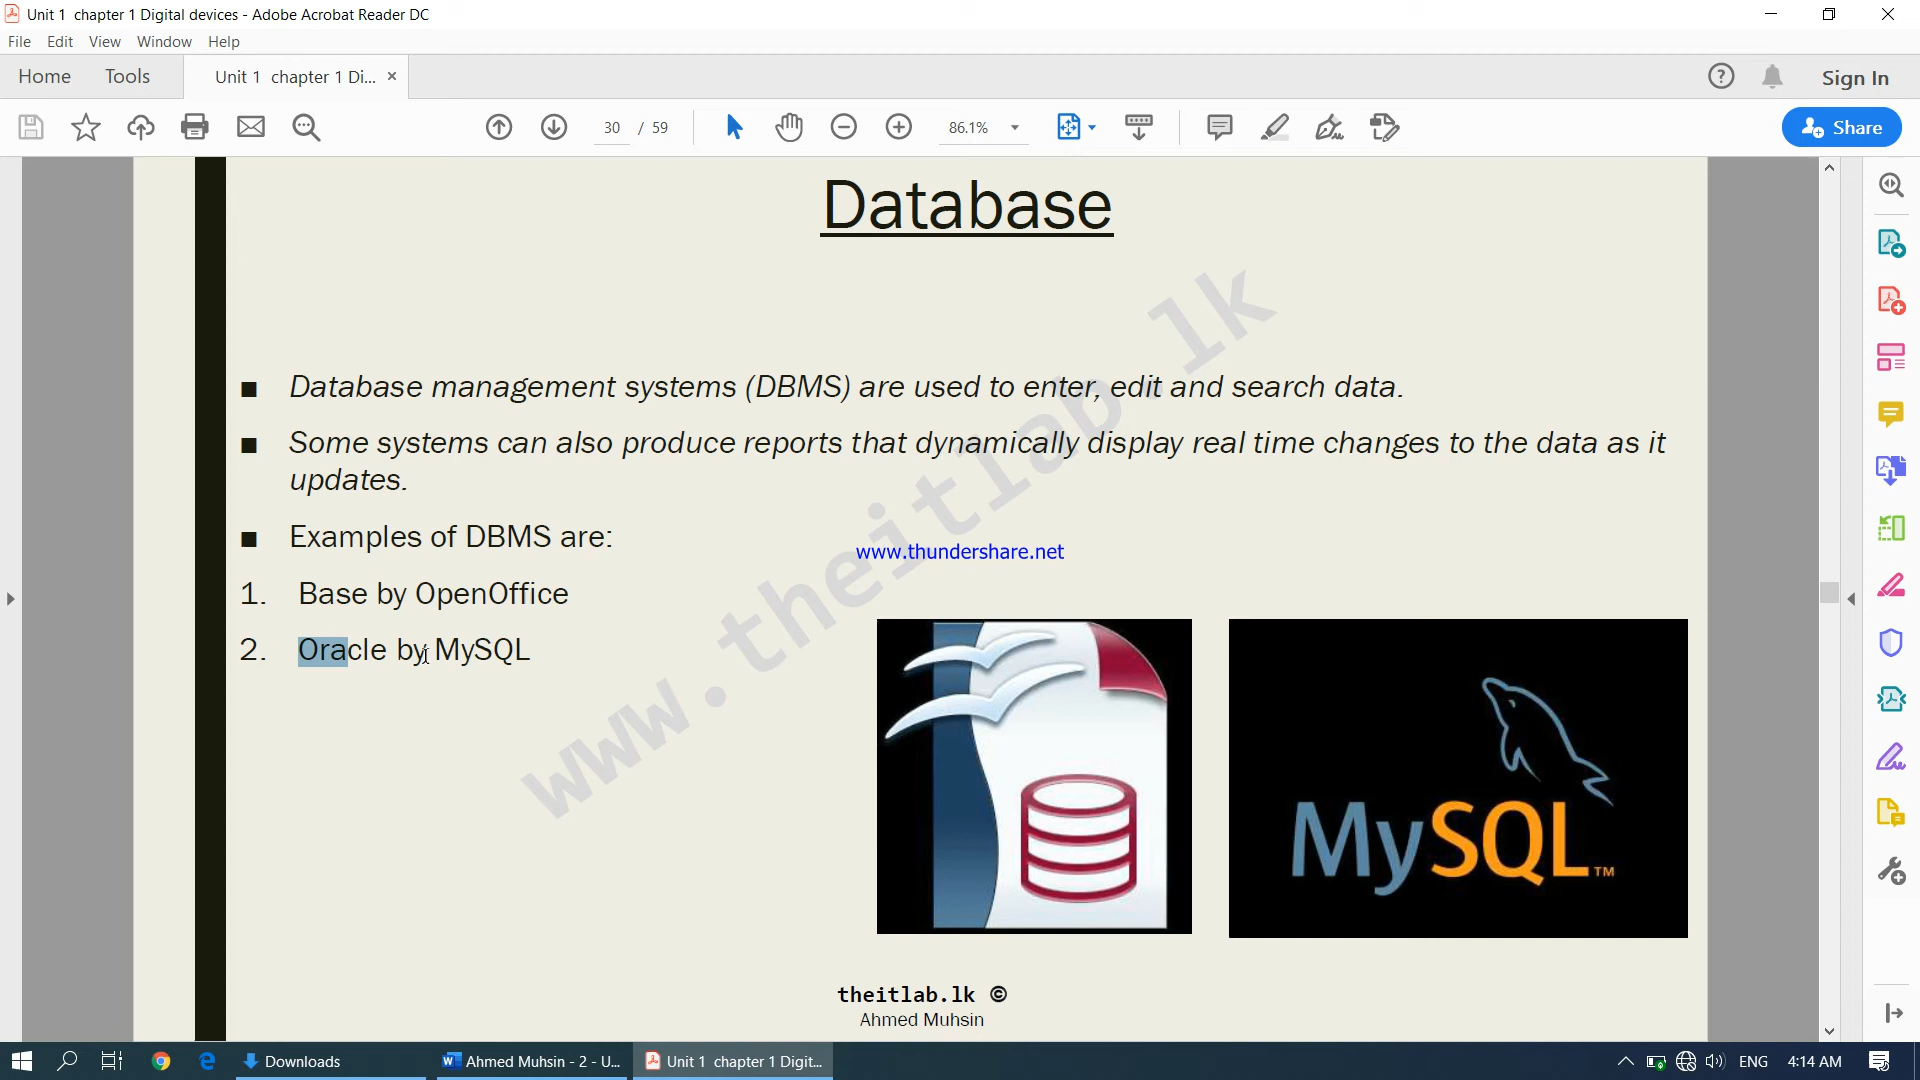 Unit 1  chapter 1 Digital devices - Adobe Acrobat Reader DC
File Edit View Window Help
Home Tools Unit 1  chapter 1 Di... × Sign In
30 / 59 86.1% Share
Database
■ Database management systems (DBMS) are used to enter, edit and search data.
■ Some systems can also produce reports that dynamically display real time changes to the data as it
updates.
■ Examples of DBMS are:
www.thundershare.net
1. Base by OpenOffice
2. Oracle by MySQL
www.theitlab.lk
MySQL™
theitlab.lk ©
Ahmed Muhsin
Downloads Ahmed Muhsin - 2 - U... Unit 1  chapter 1 Digit... ENG 4:14 AM